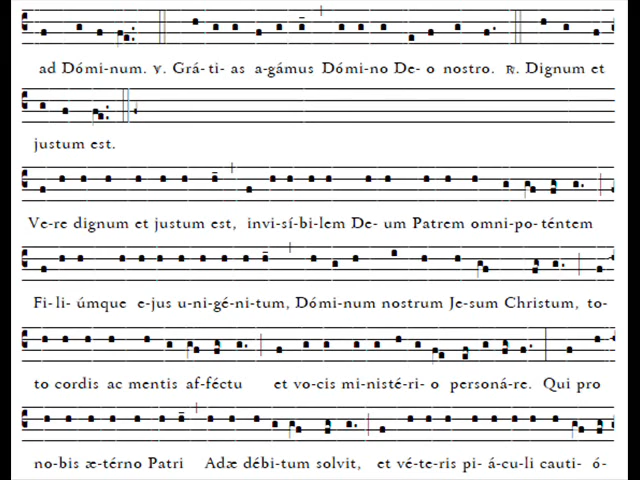 ad Dómi-num. ℣. Grá-ti-as a-gámus Dómi-no De-o nostro. ℟. Dignum et
justum est.
Ve-re dignum et justum est, invi-sí-bi-lem De-um Patrem omni-po-téntem
Fi-li-úmque e-jus u-ni-gé-ni-tum, Dómi-num nostrum Je-sum Christum, to-
to cordis ac mentis af-féctu et vo-cis mi-nisté-ri-o personá-re. Qui pro
no-bis æ-térno Patri Adæ débi-tum solvit, et vé-te-ris pi-á-cu-li cauti-ó-